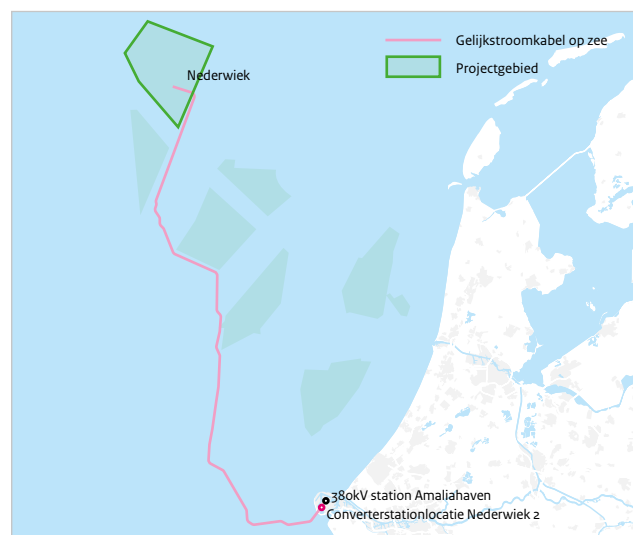 Gelijkstroomkabel op zee
Projectgebied
Nederwiek
380kV station Amaliahaven
Converterstationlocatie Nederwiek 2